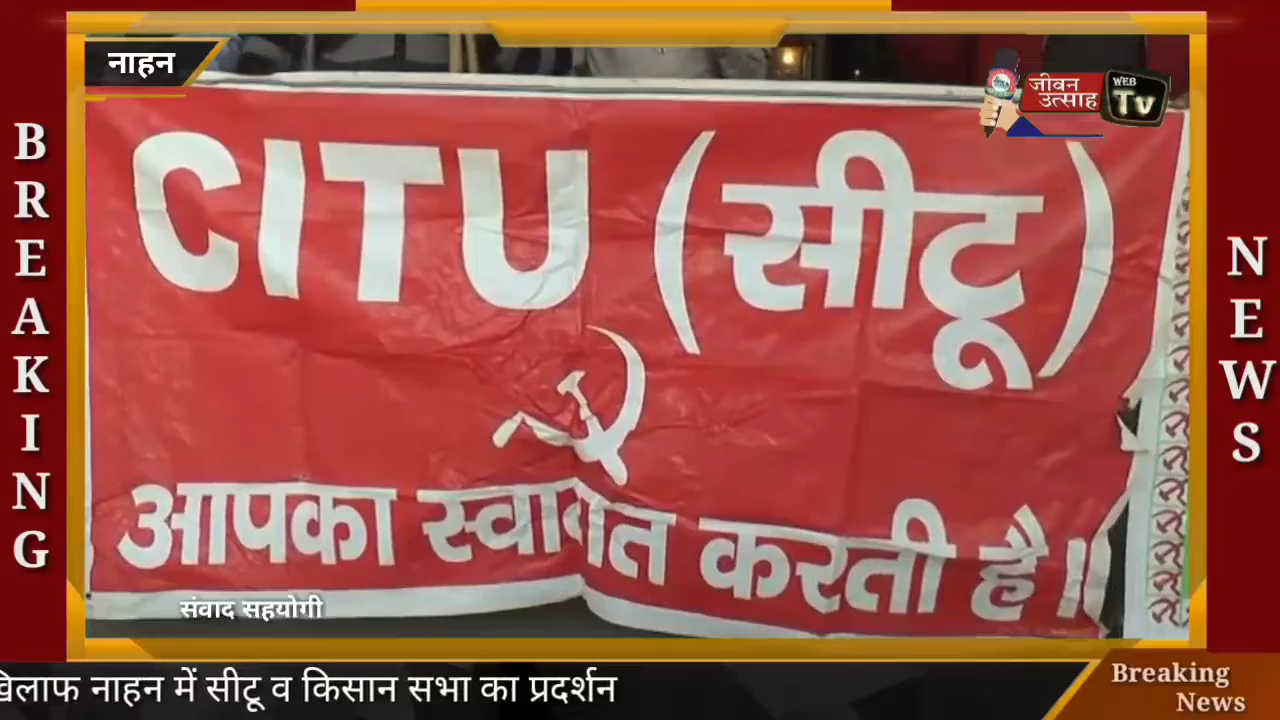 नाहन
जीवन
उत्साह
WEB
Tv
BREAKING
NEWS
CITU (सीटू)
आपका स्वागत करती है॥
संवाद सहयोगी
खिलाफ नाहन में सीटू व किसान सभा का प्रदर्शन
Breaking
News